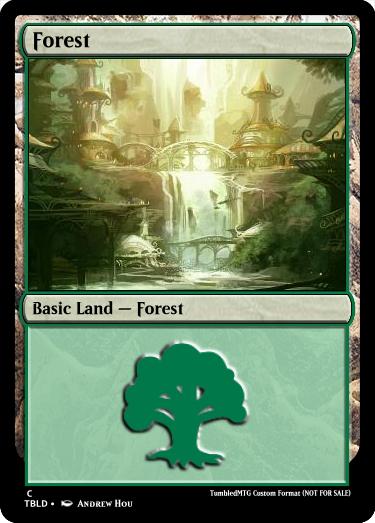 Forest
Basic Land — Forest
C
TBLD • Andrew Hou
TumbledMTG Custom Format (NOT FOR SALE)